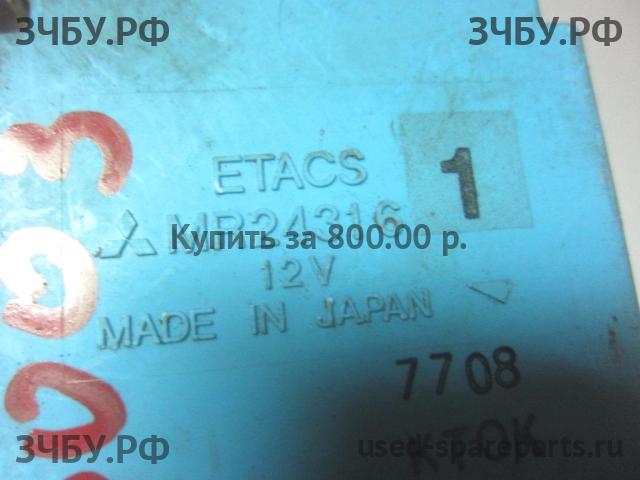 ЗЧБУ.РФ ЗЧБУ.РФ
ETACS 1
Купить за 800.00 р.
12V
MADE IN JAPAN
7708
ЗЧБУ.РФ used-spareparts.ru